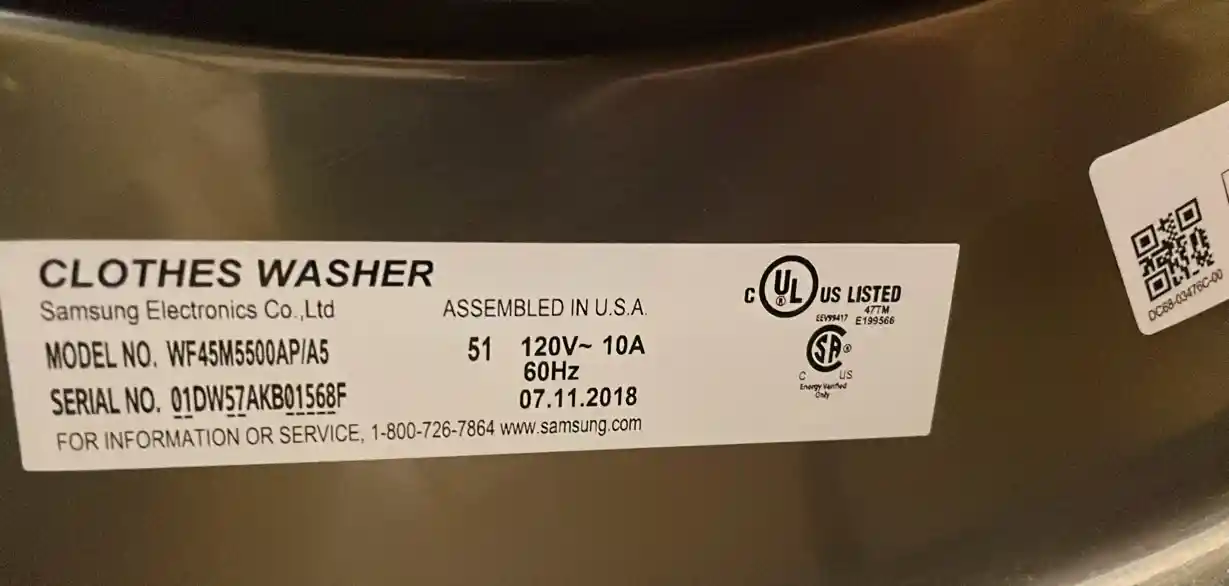 CLOTHES WASHER
Samsung Electronics Co.,Ltd
ASSEMBLED IN U.S.A.
MODEL NO. WF45M5500AP/A5
51 120V~ 10A
60Hz
SERIAL NO. 01DW57AKB01568F
07.11.2018
FOR INFORMATION OR SERVICE, 1-800-726-7864 www.samsung.com
C UL ® US LISTED
47TM
EEV99417 E199566
SA ®
C US
Energy Verified
Only
DC68-03476C-00